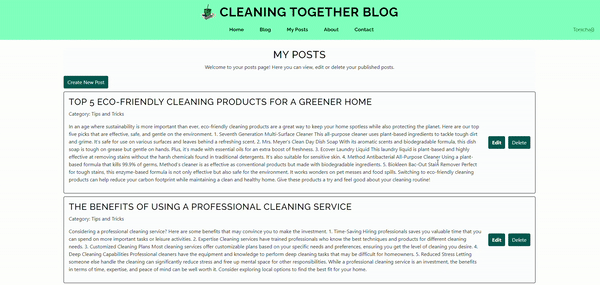 CLEANING TOGETHER BLOG
Home Blog My Posts About Contact
MY POSTS
Welcome to your posts page! Here you can view, edit or delete your published posts.
Create New Post
TOP 5 ECO-FRIENDLY CLEANING PRODUCTS FOR A GREENER HOME
Category: Tips and Tricks
In an age where sustainability is more important than ever, eco-friendly cleaning products are a great way to keep your home spotless while also protecting the planet. Here are our top
five picks that are effective, safe, and gentle on the environment. 1. Seventh Generation Multi-Surface Cleaner This all-purpose cleaner uses plant-based ingredients to tackle tough dirt
and grime. It's safe for use on various surfaces and leaves behind a refreshing scent. 2. Mrs. Meyer's Clean Day Dish Soap With its aromatic scents and biodegradable formula, this dish
soap is tough on grease but gentle on hands. Plus, it's made with essential oils for an extra boost of freshness. 3. Ecover Laundry Liquid This laundry liquid is plant-based and highly
effective at removing stains without the harsh chemicals found in traditional detergents. It's also suitable for sensitive skin. 4. Method Antibacterial All-Purpose Cleaner Using a plant-
based formula that kills 99.9% of germs, Method's cleaner is as effective as conventional products but made with biodegradable ingredients. 5. Biokleen Bac-Out Stain Remover Perfect
for tough stains, this enzyme-based formula is not only effective but also safe for the environment. It works wonders on pet messes and food spills. Switching to eco-friendly cleaning
products can help reduce your carbon footprint while maintaining a clean and healthy home. Give these products a try and feel good about your cleaning routine!
Edit Delete
THE BENEFITS OF USING A PROFESSIONAL CLEANING SERVICE
Category: Tips and Tricks
Considering a professional cleaning service? Here are some benefits that may convince you to make the investment. 1. Time-Saving Hiring professionals saves you valuable time that you
can spend on more important tasks or leisure activities. 2. Expertise Cleaning services have trained professionals who know the best techniques and products for different cleaning
needs. 3. Customized Cleaning Plans Most cleaning services offer customizable plans based on your specific needs and preferences, ensuring you get the level of cleaning you desire. 4.
Deep Cleaning Capabilities Professional cleaners have the equipment and knowledge to perform deep cleaning tasks that may be difficult for homeowners. 5. Reduced Stress Letting
someone else handle the cleaning can significantly reduce stress and free up mental space for other responsibilities. While a professional cleaning service is an investment, the benefits
in terms of time, expertise, and peace of mind can be well worth it. Consider exploring local options to find the best fit for your home.
Edit Delete